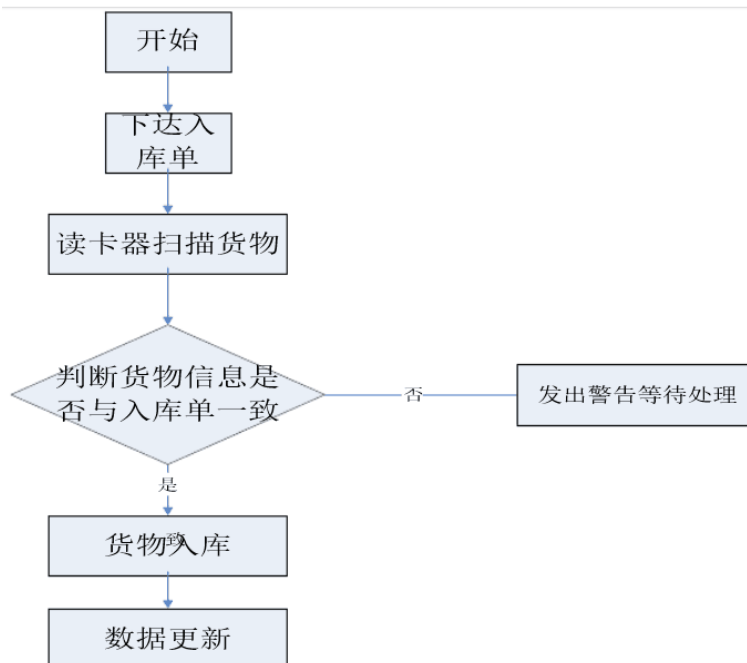 开始
下达入
库单
读卡器扫描货物
判断货物信息是
否与入库单一致
否
发出警告等待处理
是
货物入库
致
数据更新